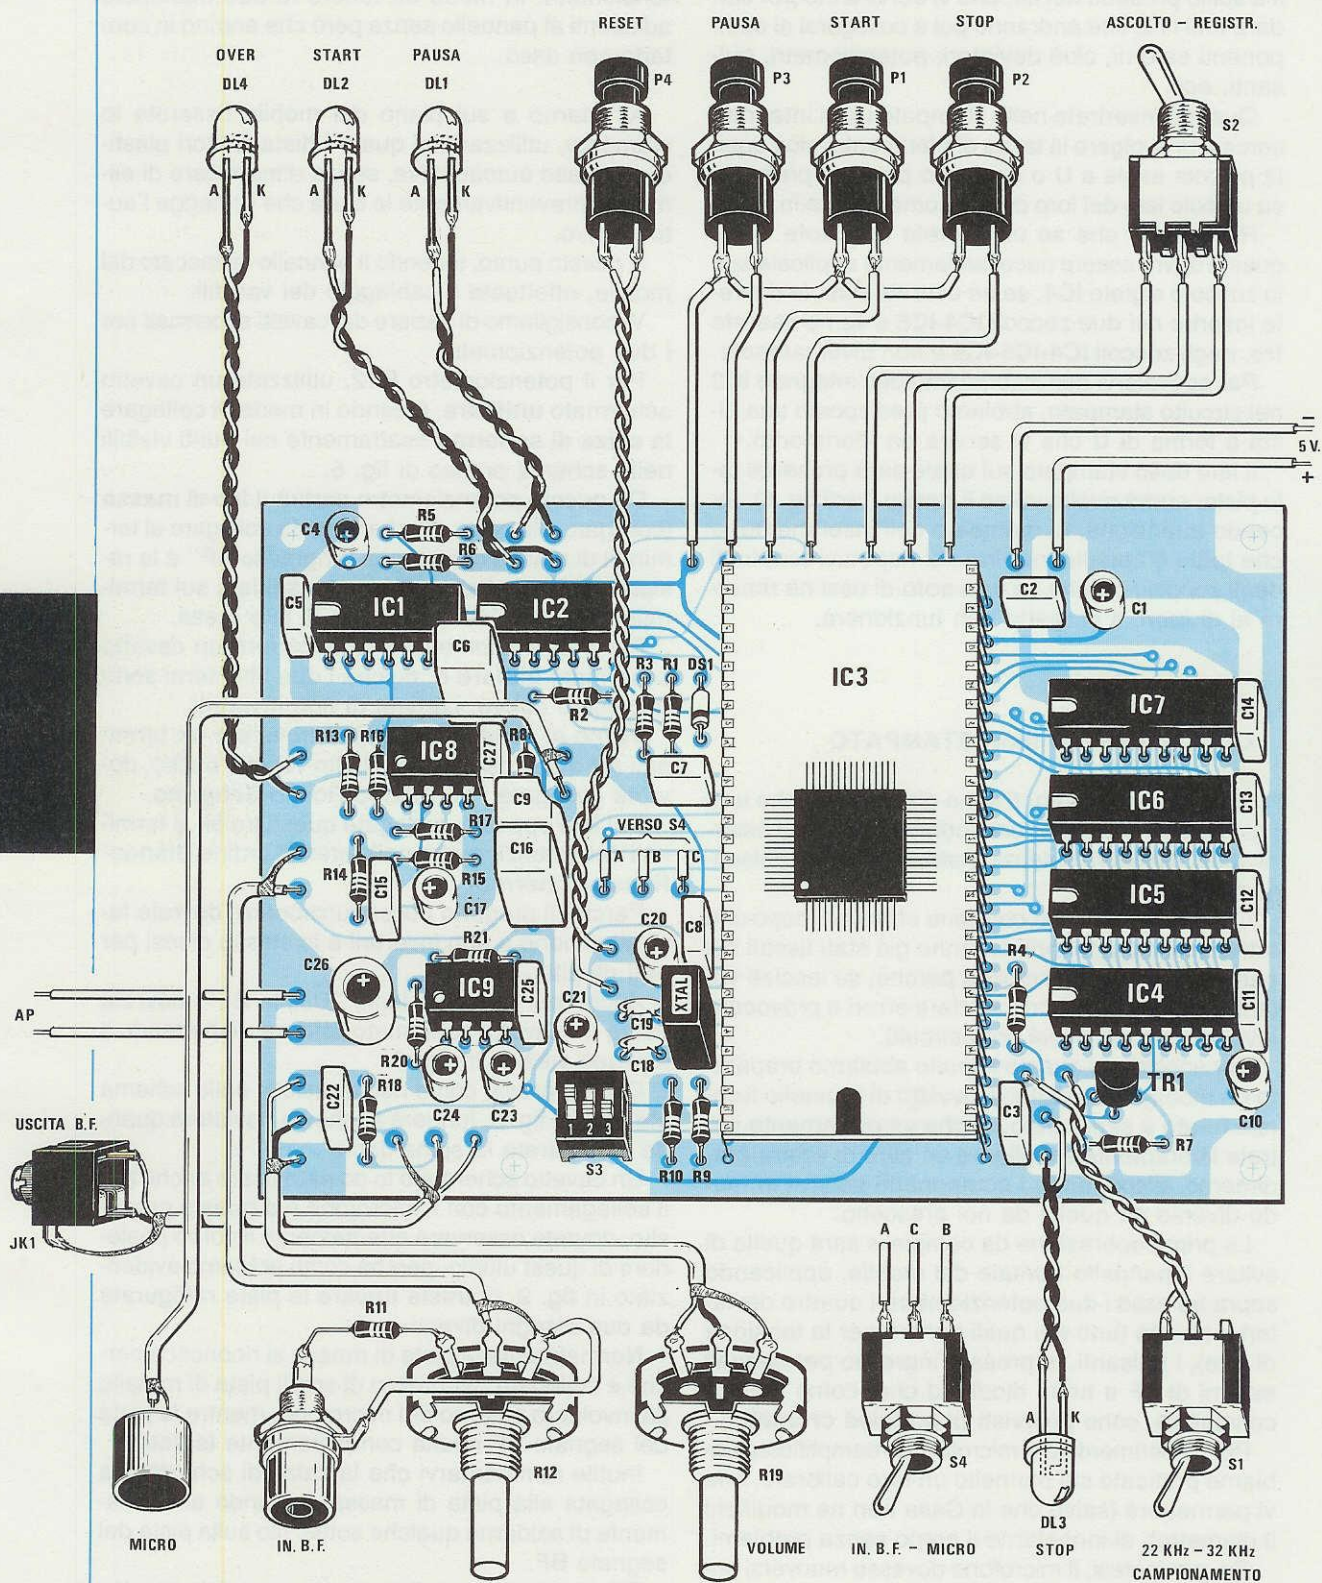 RESET PAUSA START STOP ASCOLTO – REGISTR.
OVER START PAUSA
DL4 DL2 DL1
P4 P3 P1 P2
S2
A K A K A K
–
5 V.
+
C4 R5
R6
C5 IC1 IC2
C6
C2 C1
R3 R1 DS1
IC3
R2
R13 R16 IC8 C27 R8
C7
IC7 C14
C9
R17
VERSO S4
A B C
IC6 C13
C16
R14 C15 R15
C17
C20 C8
IC5 C12
R21
C26
IC9 C25
XTAL
R4
IC4 C11
AP
C21 C19
C18
R20
C22 R18
C24 C23
1 2 3
S3
R10 R9
C3
TR1
R7
C10
USCITA B.F.
JK1
R11
A C B
A K
R12
R19
S4
S1
DL3
MICRO IN. B.F. VOLUME IN. B.F. – MICRO STOP 22 KHz – 32 KHz
CAMPIONAMENTO